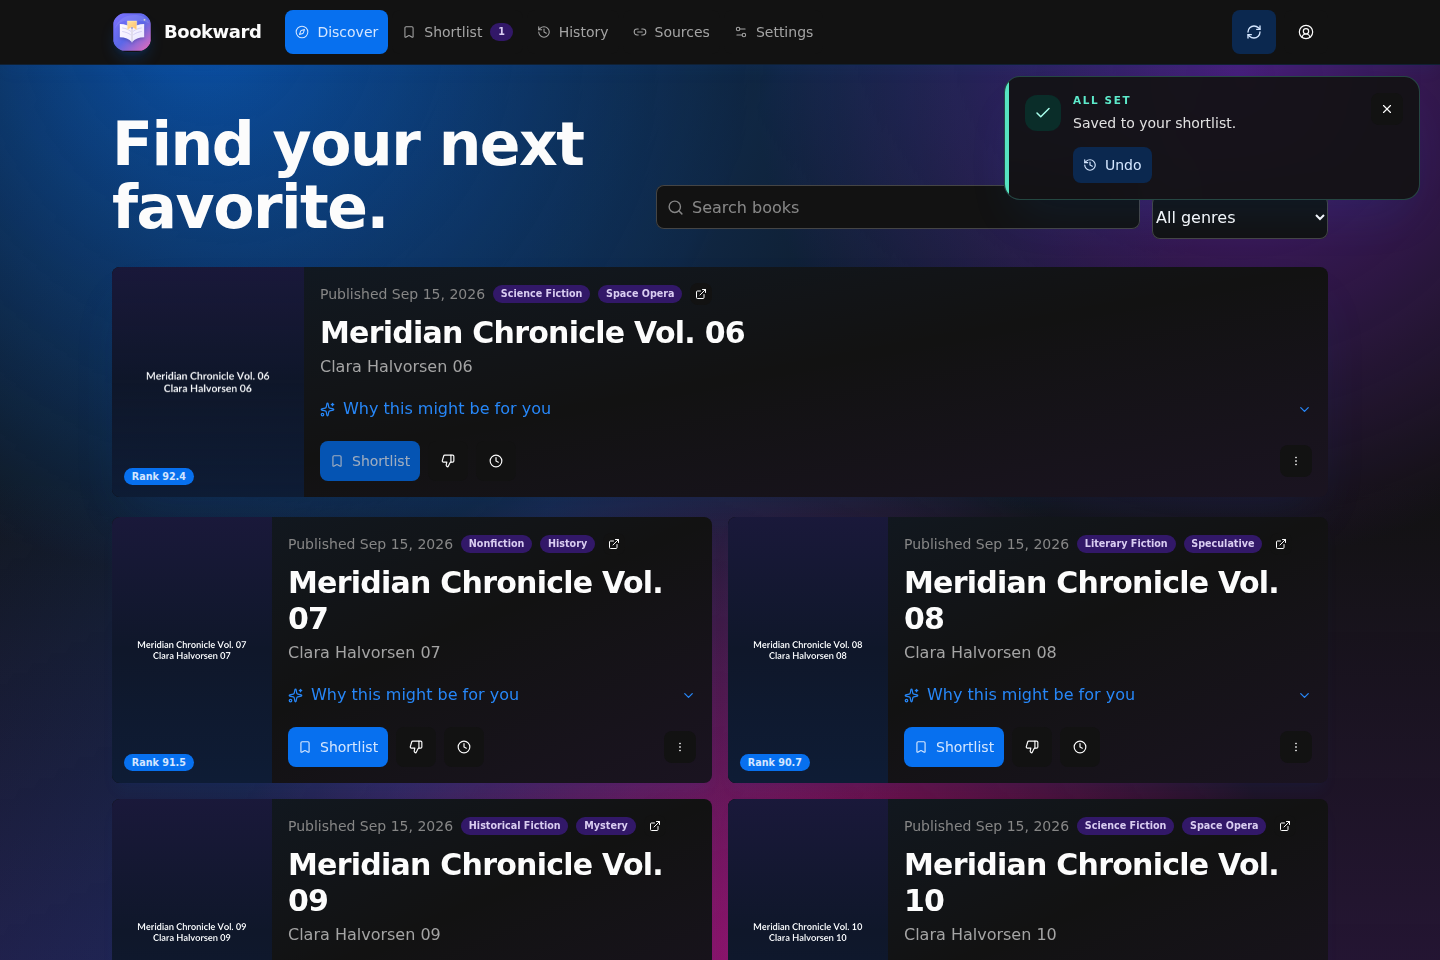 Bookward
Discover
Shortlist 1
History
Sources
Settings
ALL SET
Saved to your shortlist.
Undo
Find your next
favorite.
Search books
All genres
Published Sep 15, 2026 Science Fiction Space Opera
Meridian Chronicle Vol. 06
Clara Halvorsen 06
Meridian Chronicle Vol. 06
Clara Halvorsen 06
Why this might be for you
Shortlist
Rank 92.4
Published Sep 15, 2026 Nonfiction History
Meridian Chronicle Vol.
07
Clara Halvorsen 07
Meridian Chronicle Vol. 07
Clara Halvorsen 07
Why this might be for you
Shortlist
Rank 91.5
Published Sep 15, 2026 Literary Fiction Speculative
Meridian Chronicle Vol.
08
Clara Halvorsen 08
Meridian Chronicle Vol. 08
Clara Halvorsen 08
Why this might be for you
Shortlist
Rank 90.7
Published Sep 15, 2026 Historical Fiction Mystery
Meridian Chronicle Vol.
09
Clara Halvorsen 09
Meridian Chronicle Vol. 09
Clara Halvorsen 09
Published Sep 15, 2026 Science Fiction Space Opera
Meridian Chronicle Vol.
10
Clara Halvorsen 10
Meridian Chronicle Vol. 10
Clara Halvorsen 10